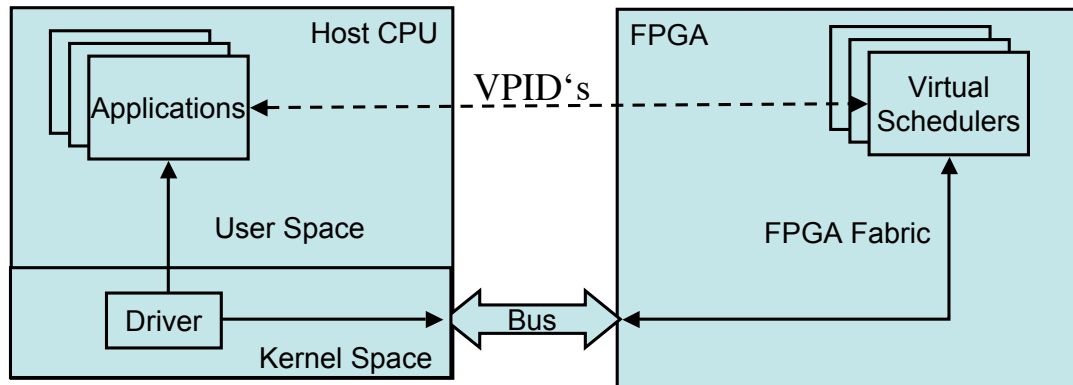 Host CPU
FPGA
Applications
VPID‘s
Virtual
Schedulers
User Space
FPGA Fabric
Driver
Bus
Kernel Space